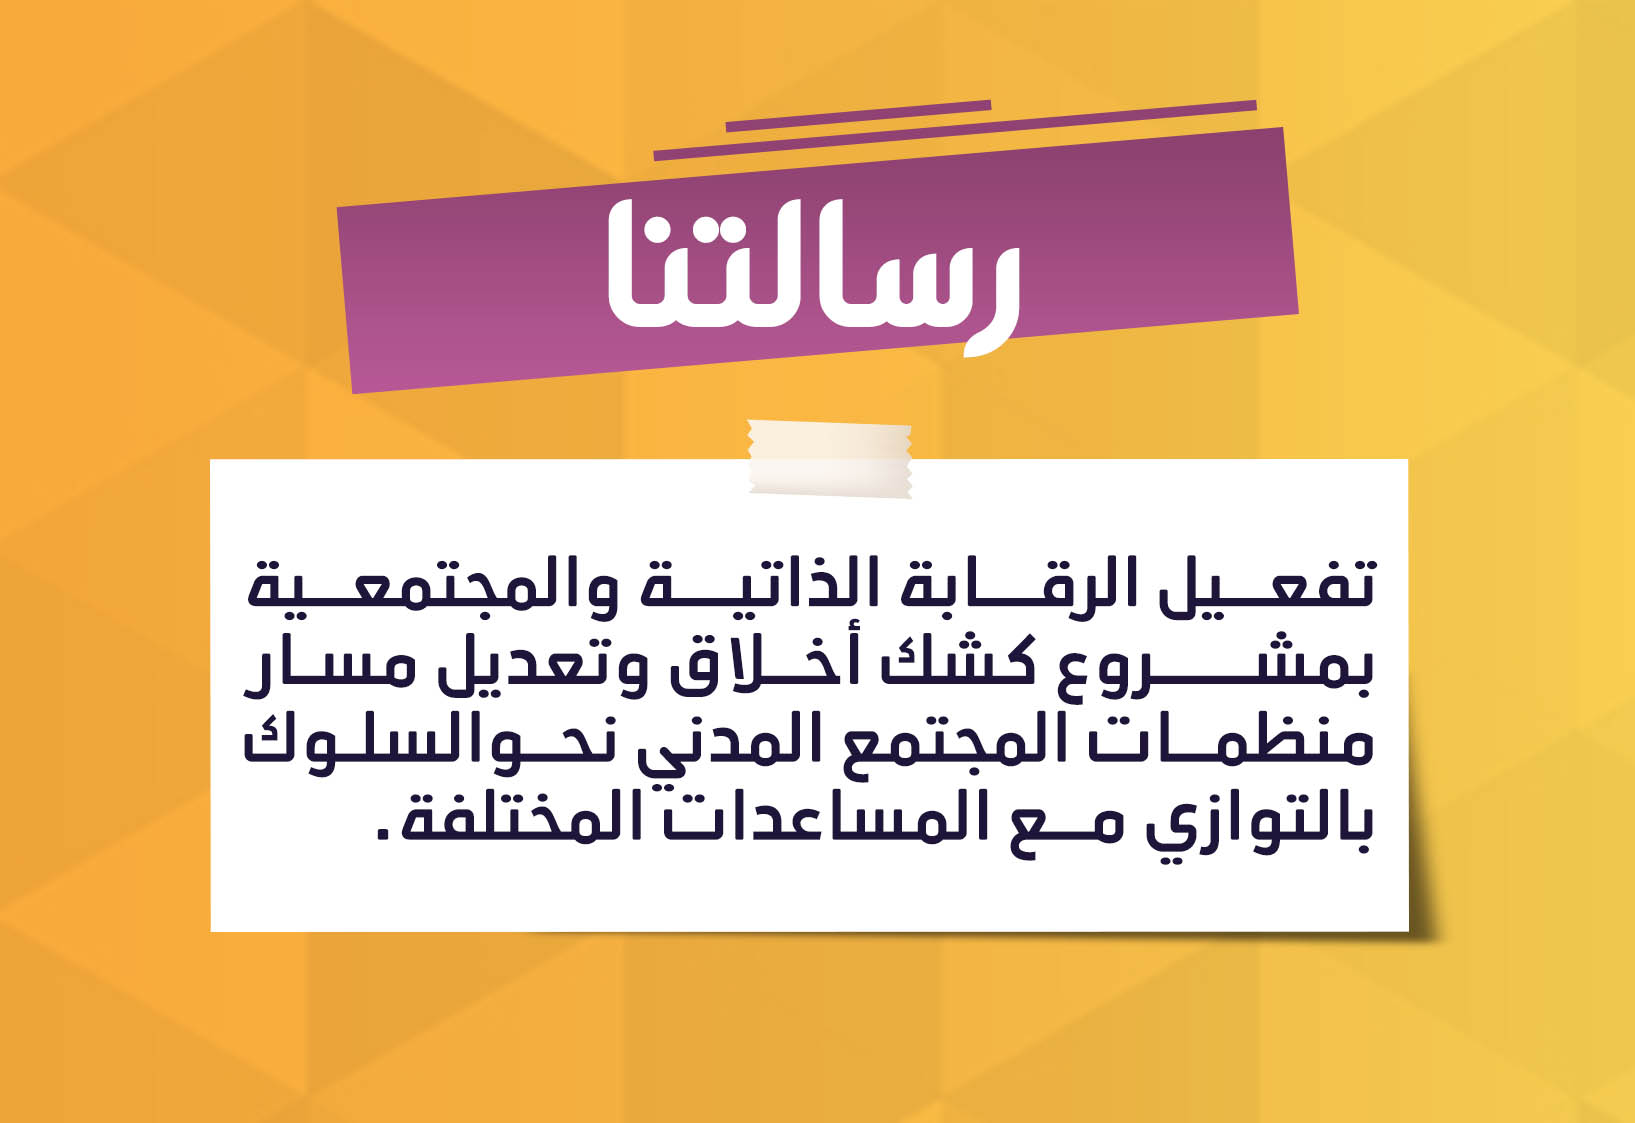 رسالتنا
تفعيل الرقابة الذاتية والمجتمعية
بمشروع كشك أخلاق وتعديل مسار
منظمات المجتمع المدني نحوالسلوك
بالتوازي مع المساعدات المختلفة.